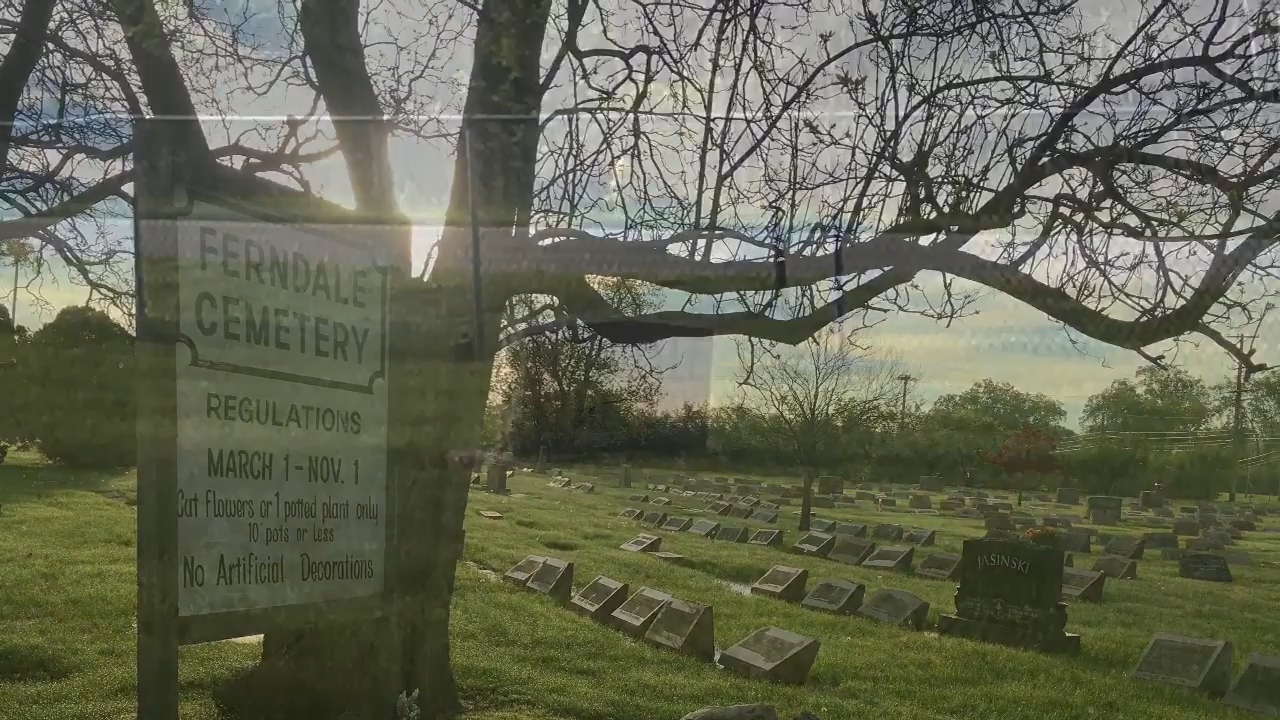 FERNDALE
CEMETERY
REGULATIONS
MARCH 1-NOV. 1
Cut Flowers or 1 potted plant only
10" pots or less
No Artificial Decorations
JASINSKI